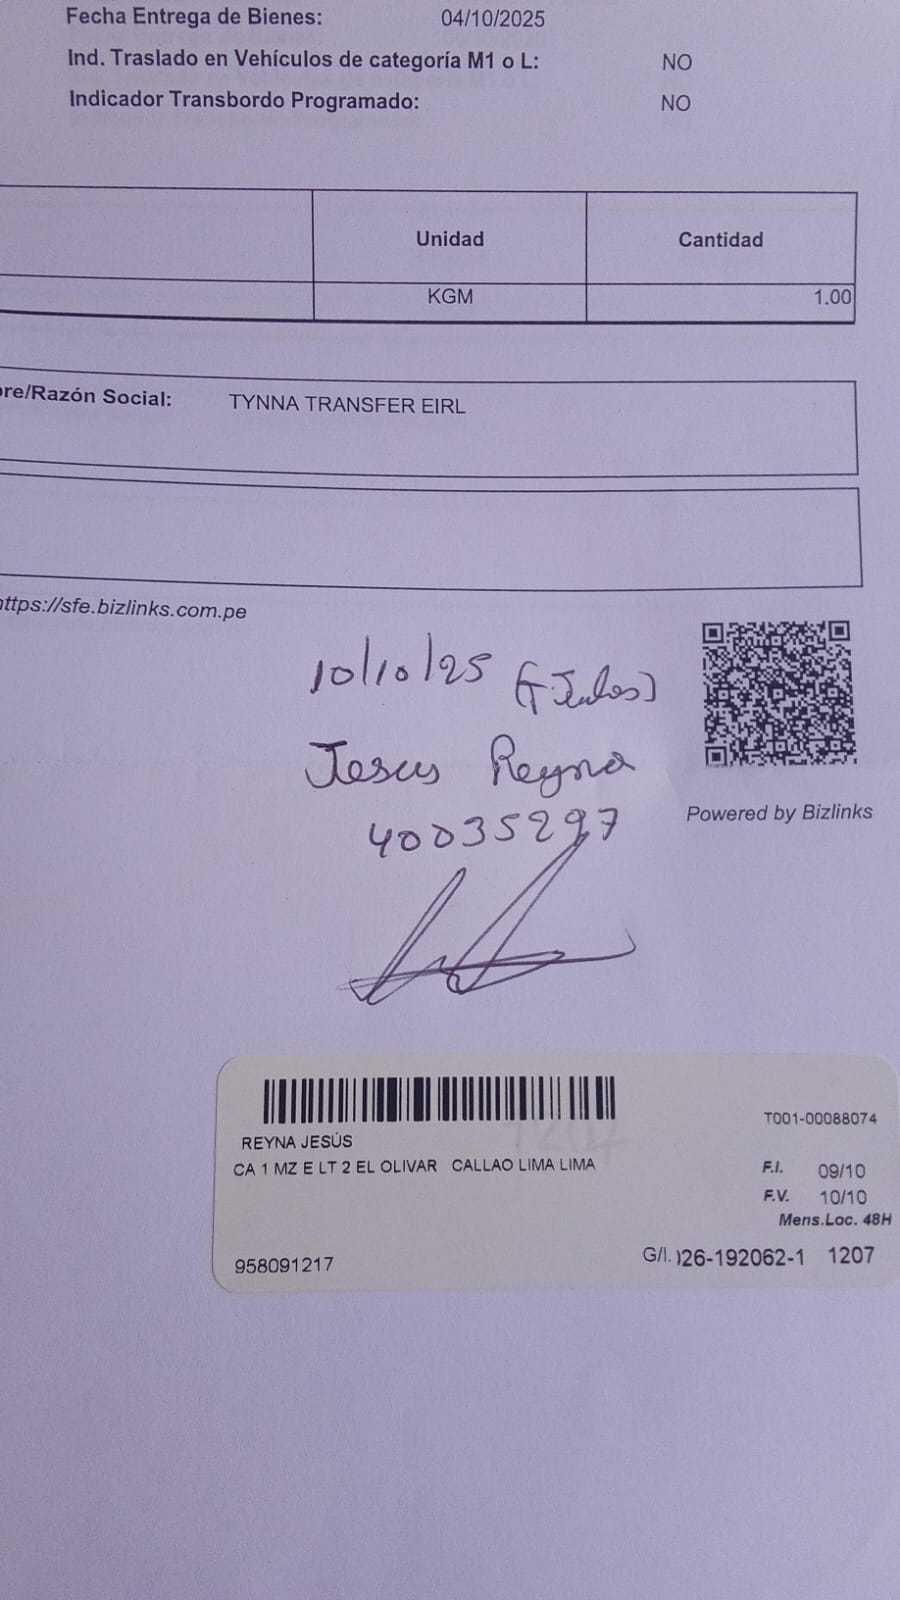 Fecha Entrega de Bienes: 04/10/2025
Ind. Traslado en Vehículos de categoría M1 o L: NO
Indicador Transbordo Programado: NO
Unidad Cantidad
KGM 1.00
bre/Razón Social: TYNNA TRANSFER EIRL
https://sfe.bizlinks.com.pe
10/10/25
Jesus Reyna
40035297
Powered by Bizlinks
T001-00088074
REYNA JESÚS
CA 1 MZ E LT 2 EL OLIVAR CALLAO LIMA LIMA
F.I. 09/10
F.V. 10/10
Mens.Loc. 48H
958091217 G/I. )26-192062-1 1207